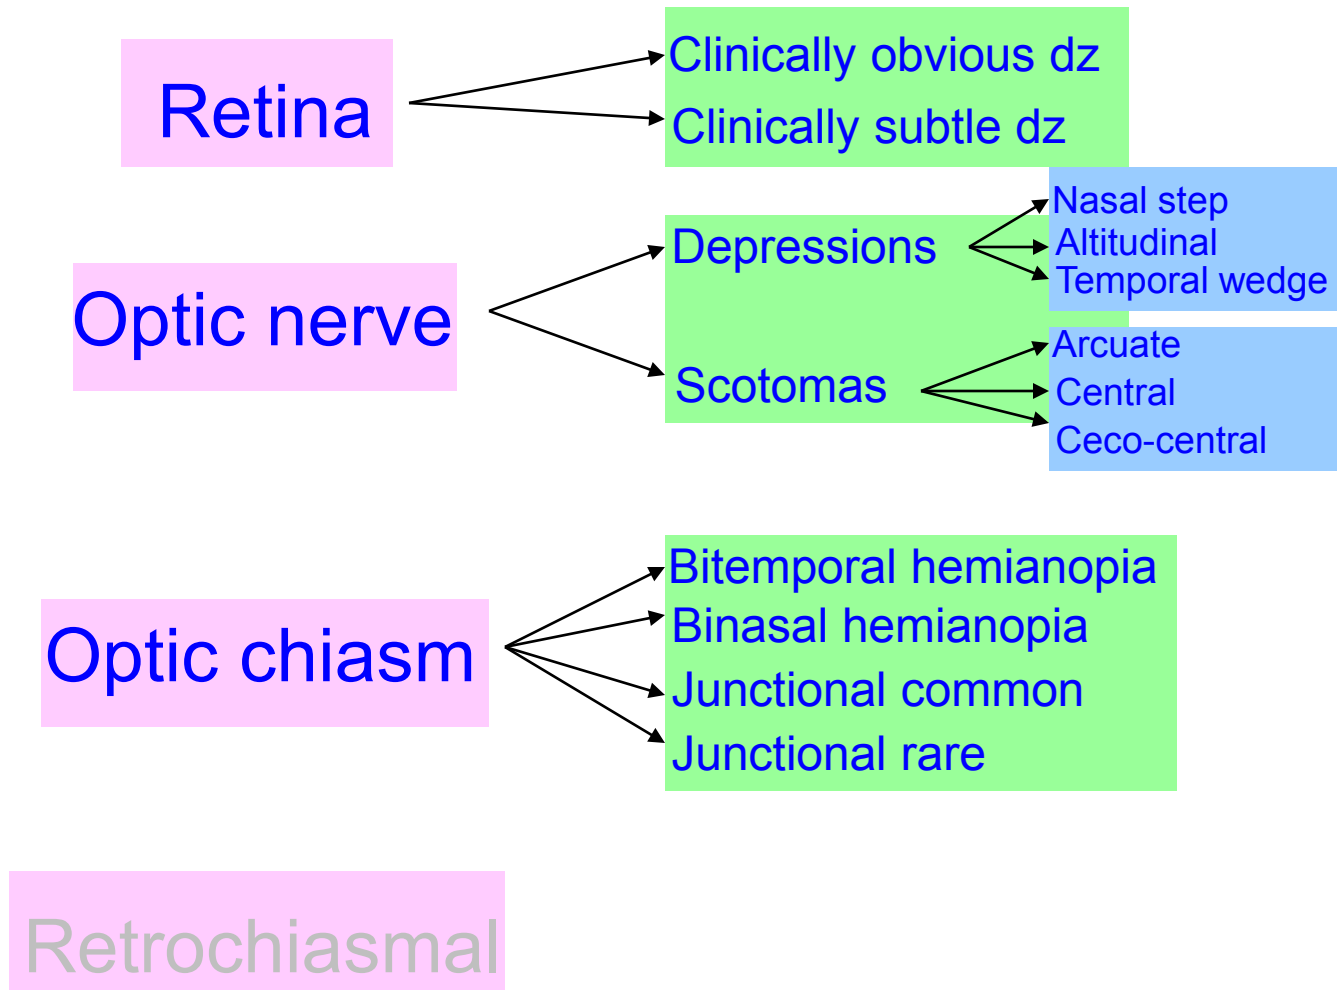 Retina
Clinically obvious dz
Clinically subtle dz
Optic nerve
Depressions
Nasal step
Altitudinal
Temporal wedge
Scotomas
Arcuate
Central
Ceco-central
Optic chiasm
Bitemporal hemianopia
Binasal hemianopia
Junctional common
Junctional rare
Retrochiasmal